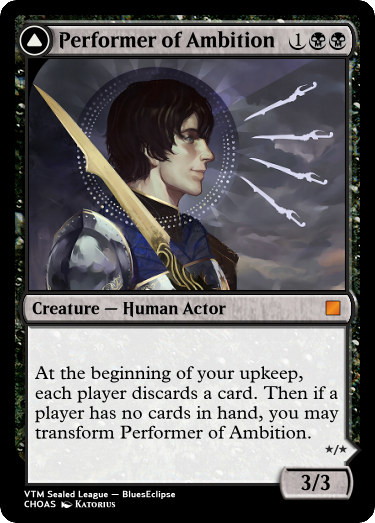 Performer of Ambition 1
Creature — Human Actor
At the beginning of your upkeep,
each player discards a card. Then if a
player has no cards in hand, you may
transform Performer of Ambition.
*/*
3/3
VTM Sealed League — BluesEclipse
CHOAS Katorius